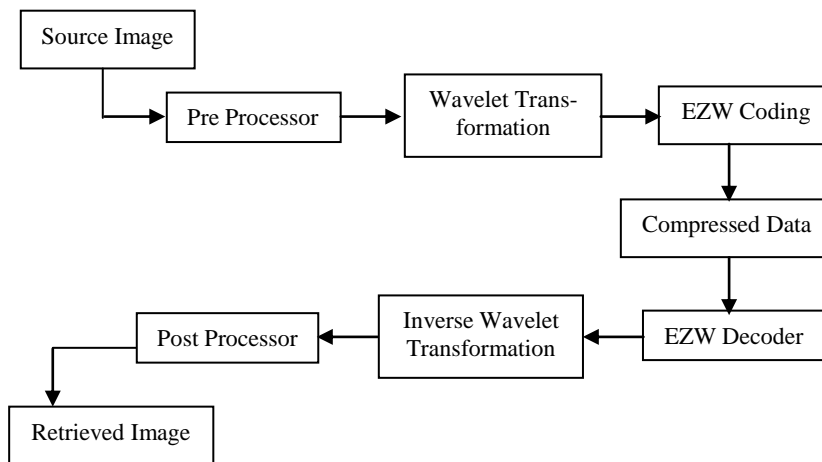 Source Image
Pre Processor
Wavelet Trans-
formation
EZW Coding
Compressed Data
EZW Decoder
Inverse Wavelet
Transformation
Post Processor
Retrieved Image